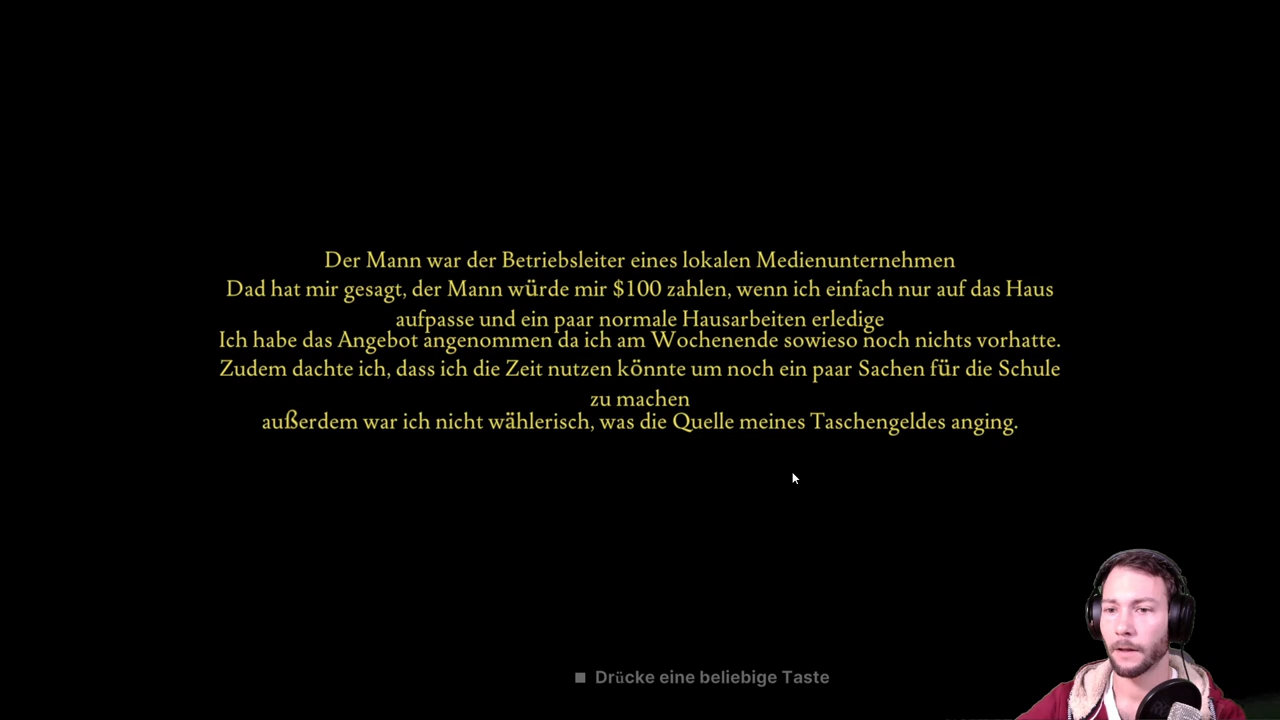 Der Mann war der Betriebsleiter eines lokalen Medienunternehmen
Dad hat mir gesagt, der Mann würde mir $100 zahlen, wenn ich einfach nur auf das Haus
aufpasse und ein paar normale Hausarbeiten erledige
Ich habe das Angebot angenommen da ich am Wochenende sowieso noch nichts vorhatte.
Zudem dachte ich, dass ich die Zeit nutzen könnte um noch ein paar Sachen für die Schule
zu machen
außerdem war ich nicht wählerisch, was die Quelle meines Taschengeldes anging.
Drücke eine beliebige Taste